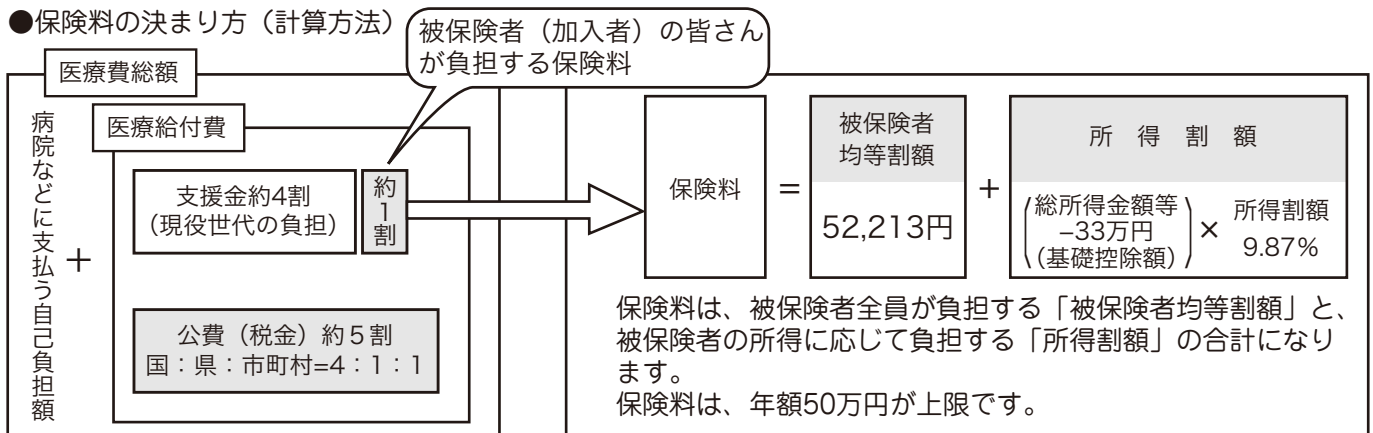 ●保険料の決まり方（計算方法）
被保険者（加入者）の皆さん
が負担する保険料
医療費総額
病院などに支払う自己負担額
＋
医療給付費
支援金約4割
（現役世代の負担）
約1割
公費（税金）約５割
国：県：市町村=4：1：1
保険料
＝
被保険者
均等割額
52,213円
＋
所得割額
総所得金額等
−33万円
（基礎控除額）
×
所得割額
9.87%
保険料は、被保険者全員が負担する「被保険者均等割額」と、
被保険者の所得に応じて負担する「所得割額」の合計になり
ます。
保険料は、年額50万円が上限です。